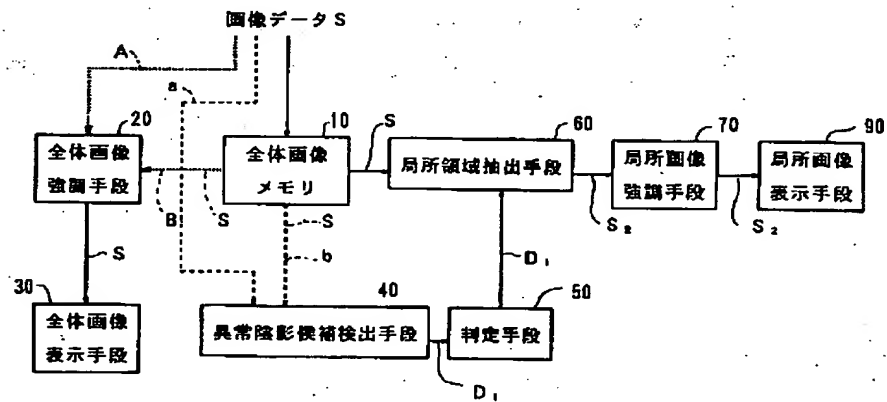 画像データS
A
a
20
10
60
70
90
全体画像
強調手段
全体画像
メモリ
S
局所領域抽出手段
局所画像
強調手段
局所画像
表示手段
B
S
S
S₂
S₂
S
b
D₁
30
40
50
全体画像
表示手段
異常陰影候補検出手段
判定手段
D₁